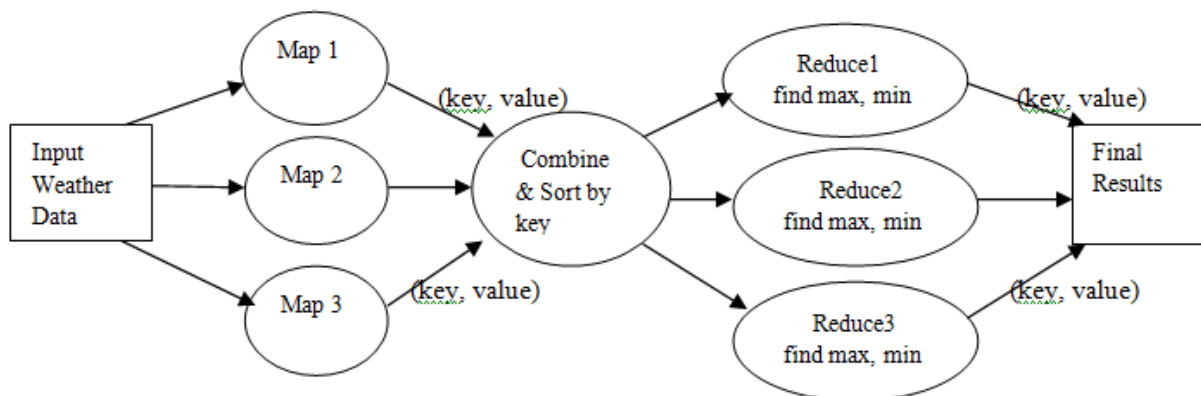 Input
Weather
Data
Map 1
Map 2
Map 3
(key, value)
(key, value)
Combine
& Sort by
key
Reduce1
find max, min
Reduce2
find max, min
Reduce3
find max, min
(key, value)
(key, value)
Final
Results